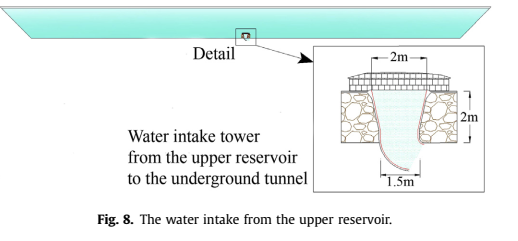 Detail
2m
2m
Water intake tower
from the upper reservoir
to the underground tunnel
1.5m
Fig. 8. The water intake from the upper reservoir.